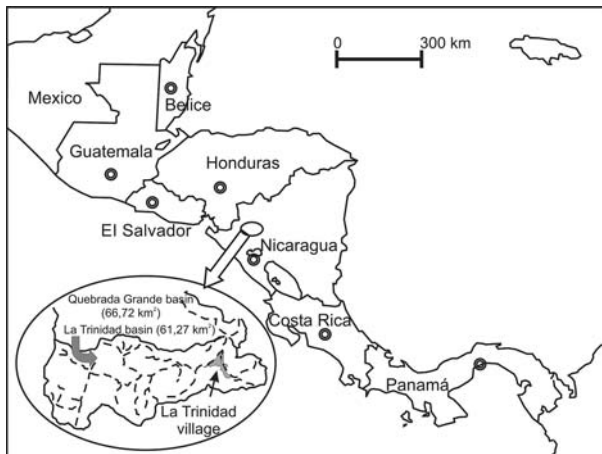 0
300 km
Mexico
Belice
Guatemala
Honduras
El Salvador
Nicaragua
Quebrada Grande basin
(66,72 km²)
La Trinidad basin (61,27 km²)
Costa Rica
La Trinidad
village
Panamá